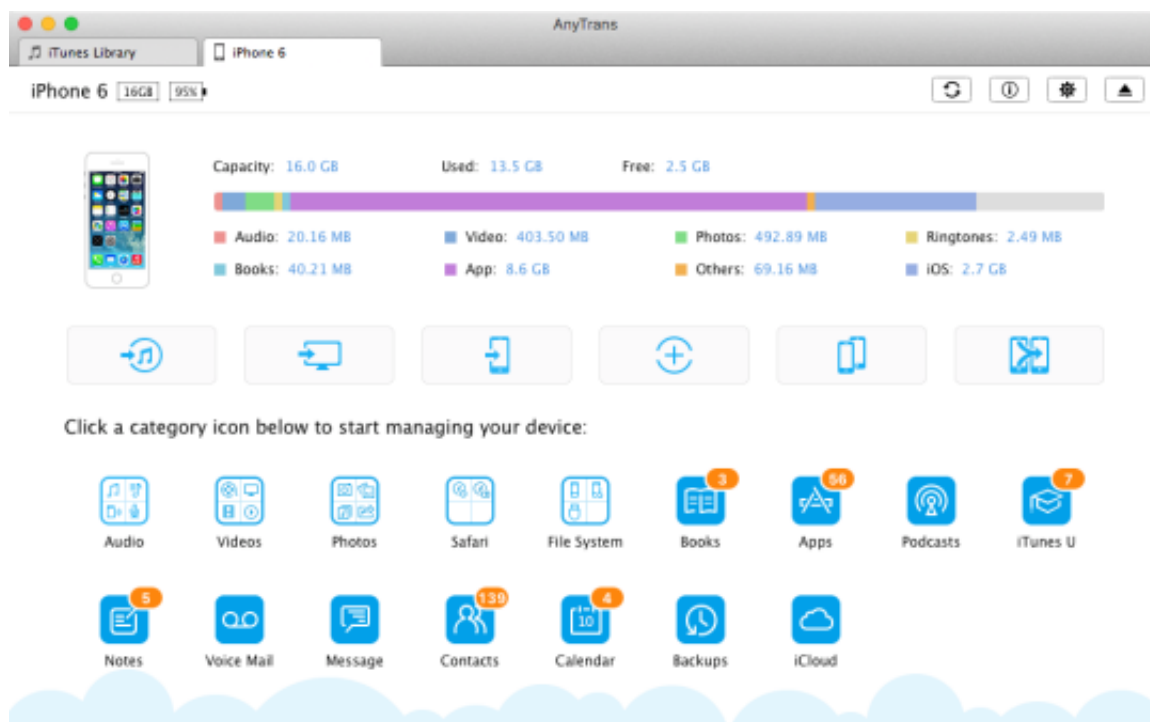 AnyTrans
iTunes Library iPhone 6
iPhone 6 16GB 95%
Capacity: 16.0 GB Used: 13.5 GB Free: 2.5 GB
Audio: 20.16 MB Video: 403.50 MB Photos: 492.89 MB Ringtones: 2.49 MB
Books: 40.21 MB App: 8.6 GB Others: 69.16 MB iOS: 2.7 GB
Click a category icon below to start managing your device:
3 56 7
Audio Videos Photos Safari File System Books Apps Podcasts iTunes U
5 139 4
10
Notes Voice Mail Message Contacts Calendar Backups iCloud